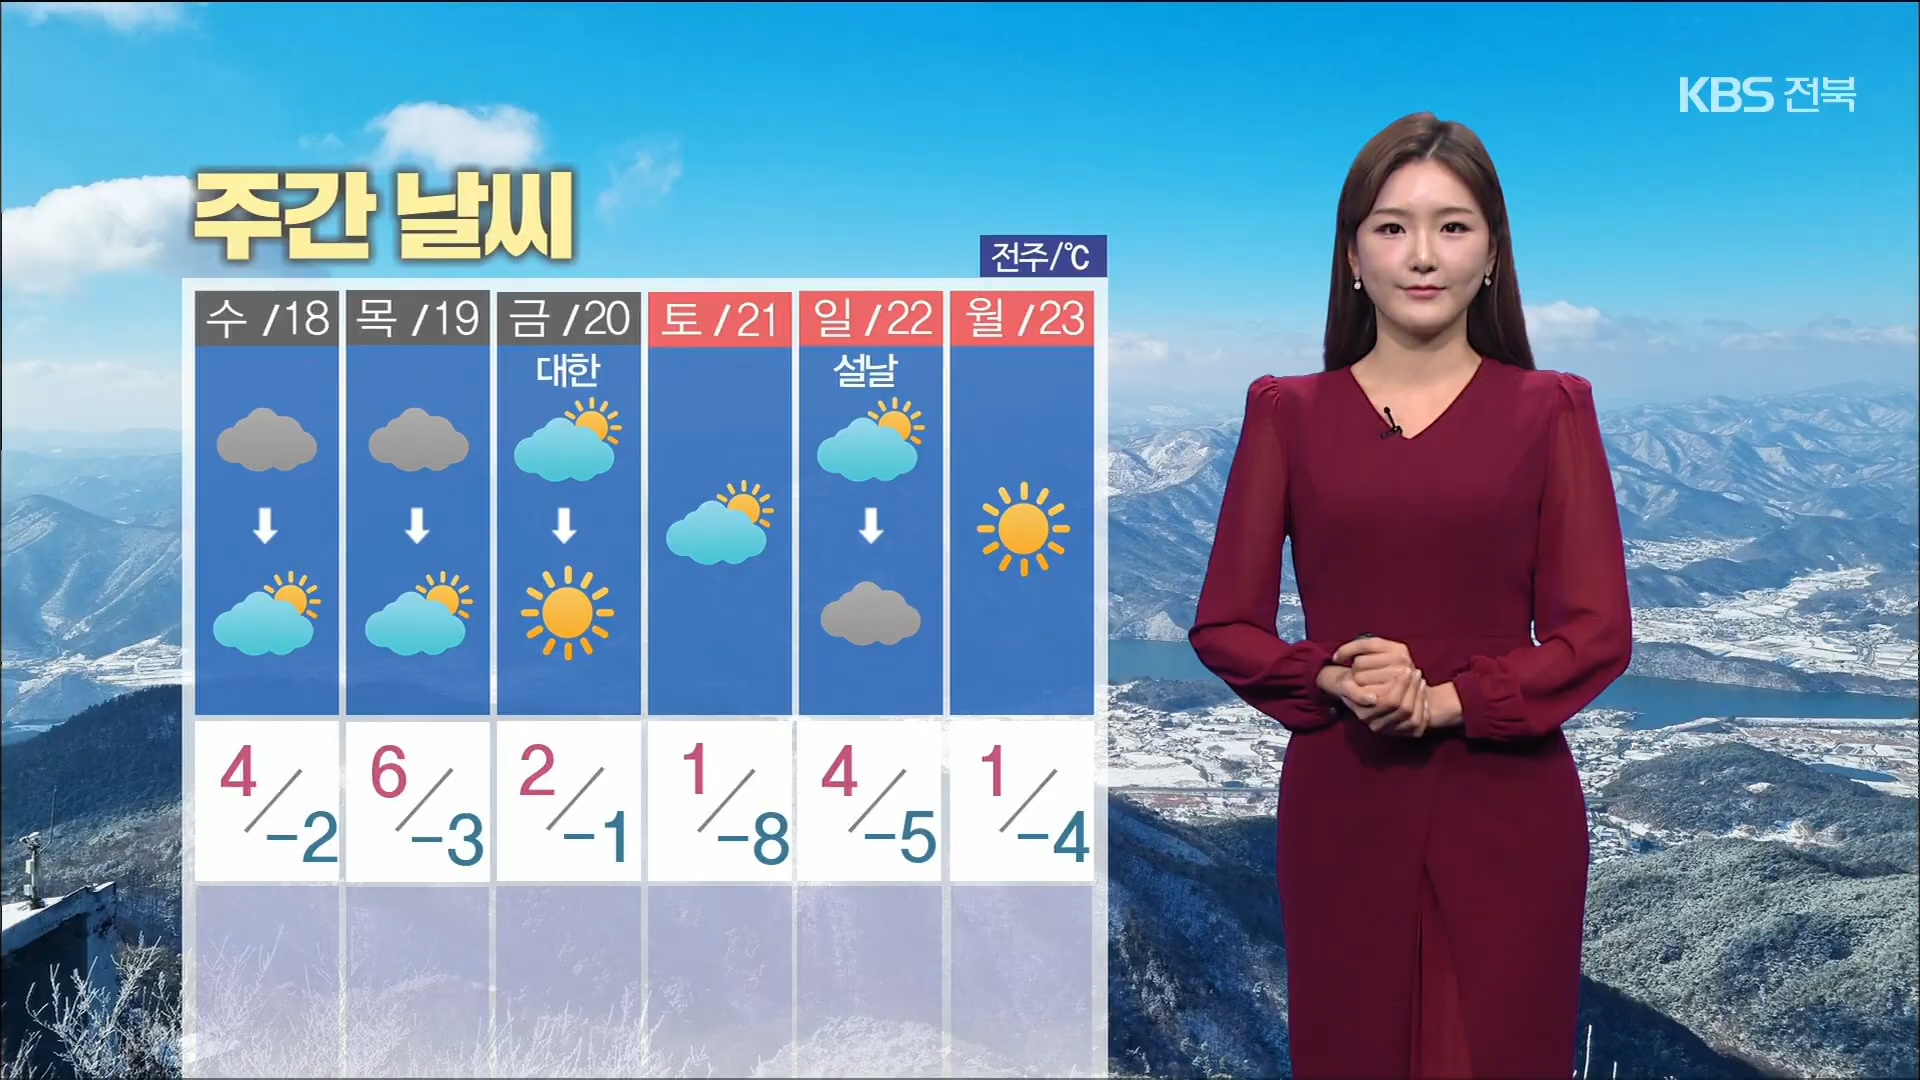 KBS 전북
주간 날씨
전주/℃
수 /18 목 /19 금 /20 토 /21 일 /22 월 /23
대한 설날
4/-2 6/-3 2/-1 1/-8 4/-5 1/-4